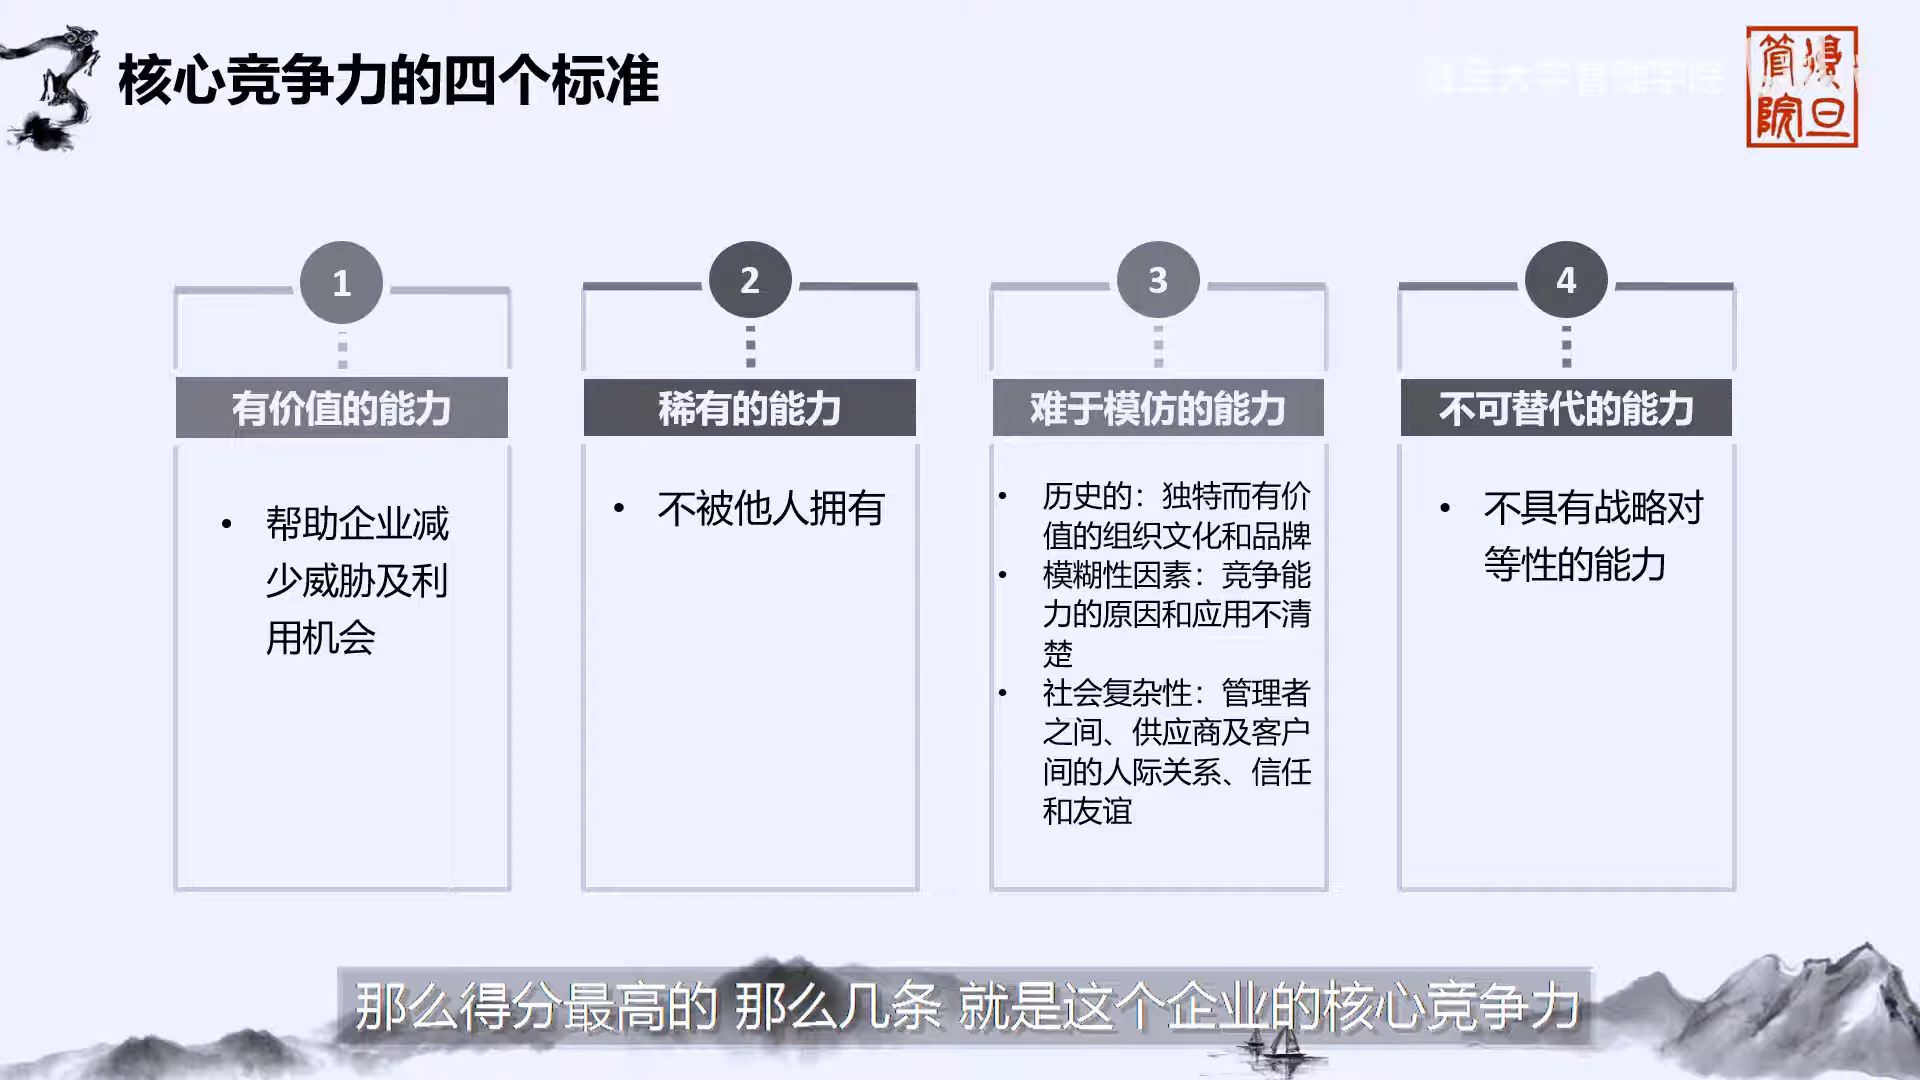 核心竞争力的四个标准
复旦管院
1
有价值的能力
• 帮助企业减
少威胁及利
用机会
2
稀有的能力
• 不被他人拥有
3
难于模仿的能力
• 历史的：独特而有价
值的组织文化和品牌
• 模糊性因素：竞争能
力的原因和应用不清
楚
• 社会复杂性：管理者
之间、供应商及客户
间的人际关系、信任
和友谊
4
不可替代的能力
• 不具有战略对
等性的能力
那么得分最高的 那么几条 就是这个企业的核心竞争力